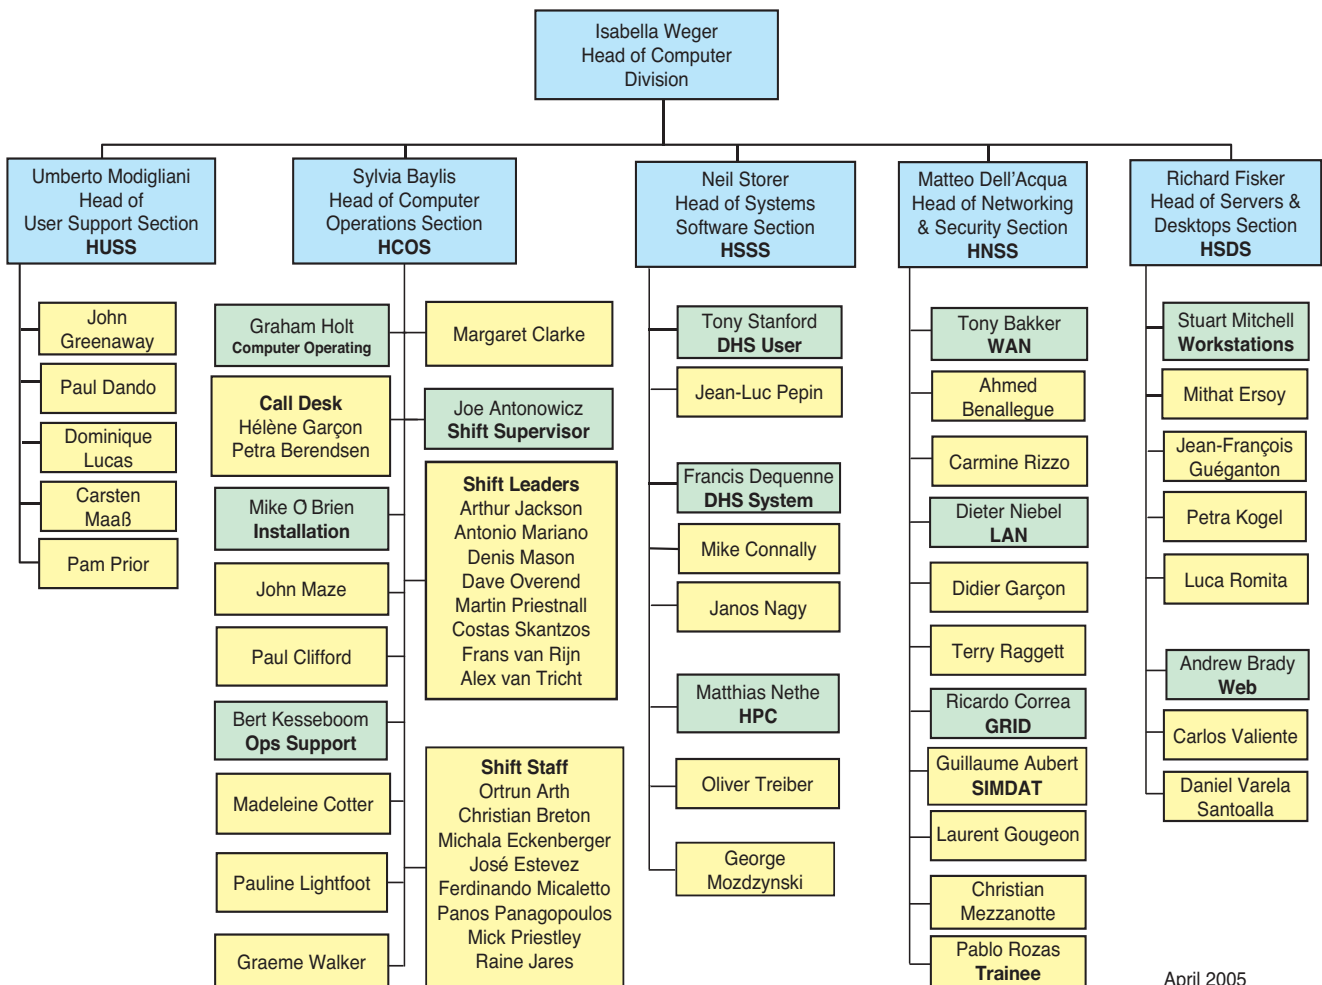 Isabella Weger
Head of Computer
Division
Umberto Modigliani
Head of
User Support Section
HUSS
Sylvia Baylis
Head of Computer
Operations Section
HCOS
Neil Storer
Head of Systems
Software Section
HSSS
Matteo Dell'Acqua
Head of Networking
& Security Section
HNSS
Richard Fisker
Head of Servers &
Desktops Section
HSDS
John
Greenaway
Paul Dando
Dominique
Lucas
Carsten
Maaß
Pam Prior
Graham Holt
Computer Operating
Call Desk
Hélène Garçon
Petra Berendsen
Mike O'Brien
Installation
John Maze
Paul Clifford
Bert Kesseboom
Ops Support
Madeleine Cotter
Pauline Lightfoot
Graeme Walker
Margaret Clarke
Joe Antonowicz
Shift Supervisor
Shift Leaders
Arthur Jackson
Antonio Mariano
Denis Mason
Dave Overend
Martin Priestnall
Costas Skantzos
Frans van Rijn
Alex van Tricht
Shift Staff
Ortrun Arth
Christian Breton
Michala Eckenberger
José Estevez
Ferdinando Micaletto
Panos Panagopoulos
Mick Priestley
Raine Jares
Tony Stanford
DHS User
Jean-Luc Pepin
Francis Dequenne
DHS System
Mike Connally
Janos Nagy
Matthias Nethe
HPC
Oliver Treiber
George
Mozdzynski
Tony Bakker
WAN
Ahmed
Benallegue
Carmine Rizzo
Dieter Niebel
LAN
Didier Garçon
Terry Raggett
Ricardo Correa
GRID
Guillaume Aubert
SIMDAT
Laurent Gougeon
Christian
Mezzanotte
Pablo Rozas
Trainee
Stuart Mitchell
Workstations
Mithat Ersoy
Jean-François
Guéganton
Petra Kogel
Luca Romita
Andrew Brady
Web
Carlos Valiente
Daniel Varela
Santoalla
April 2005